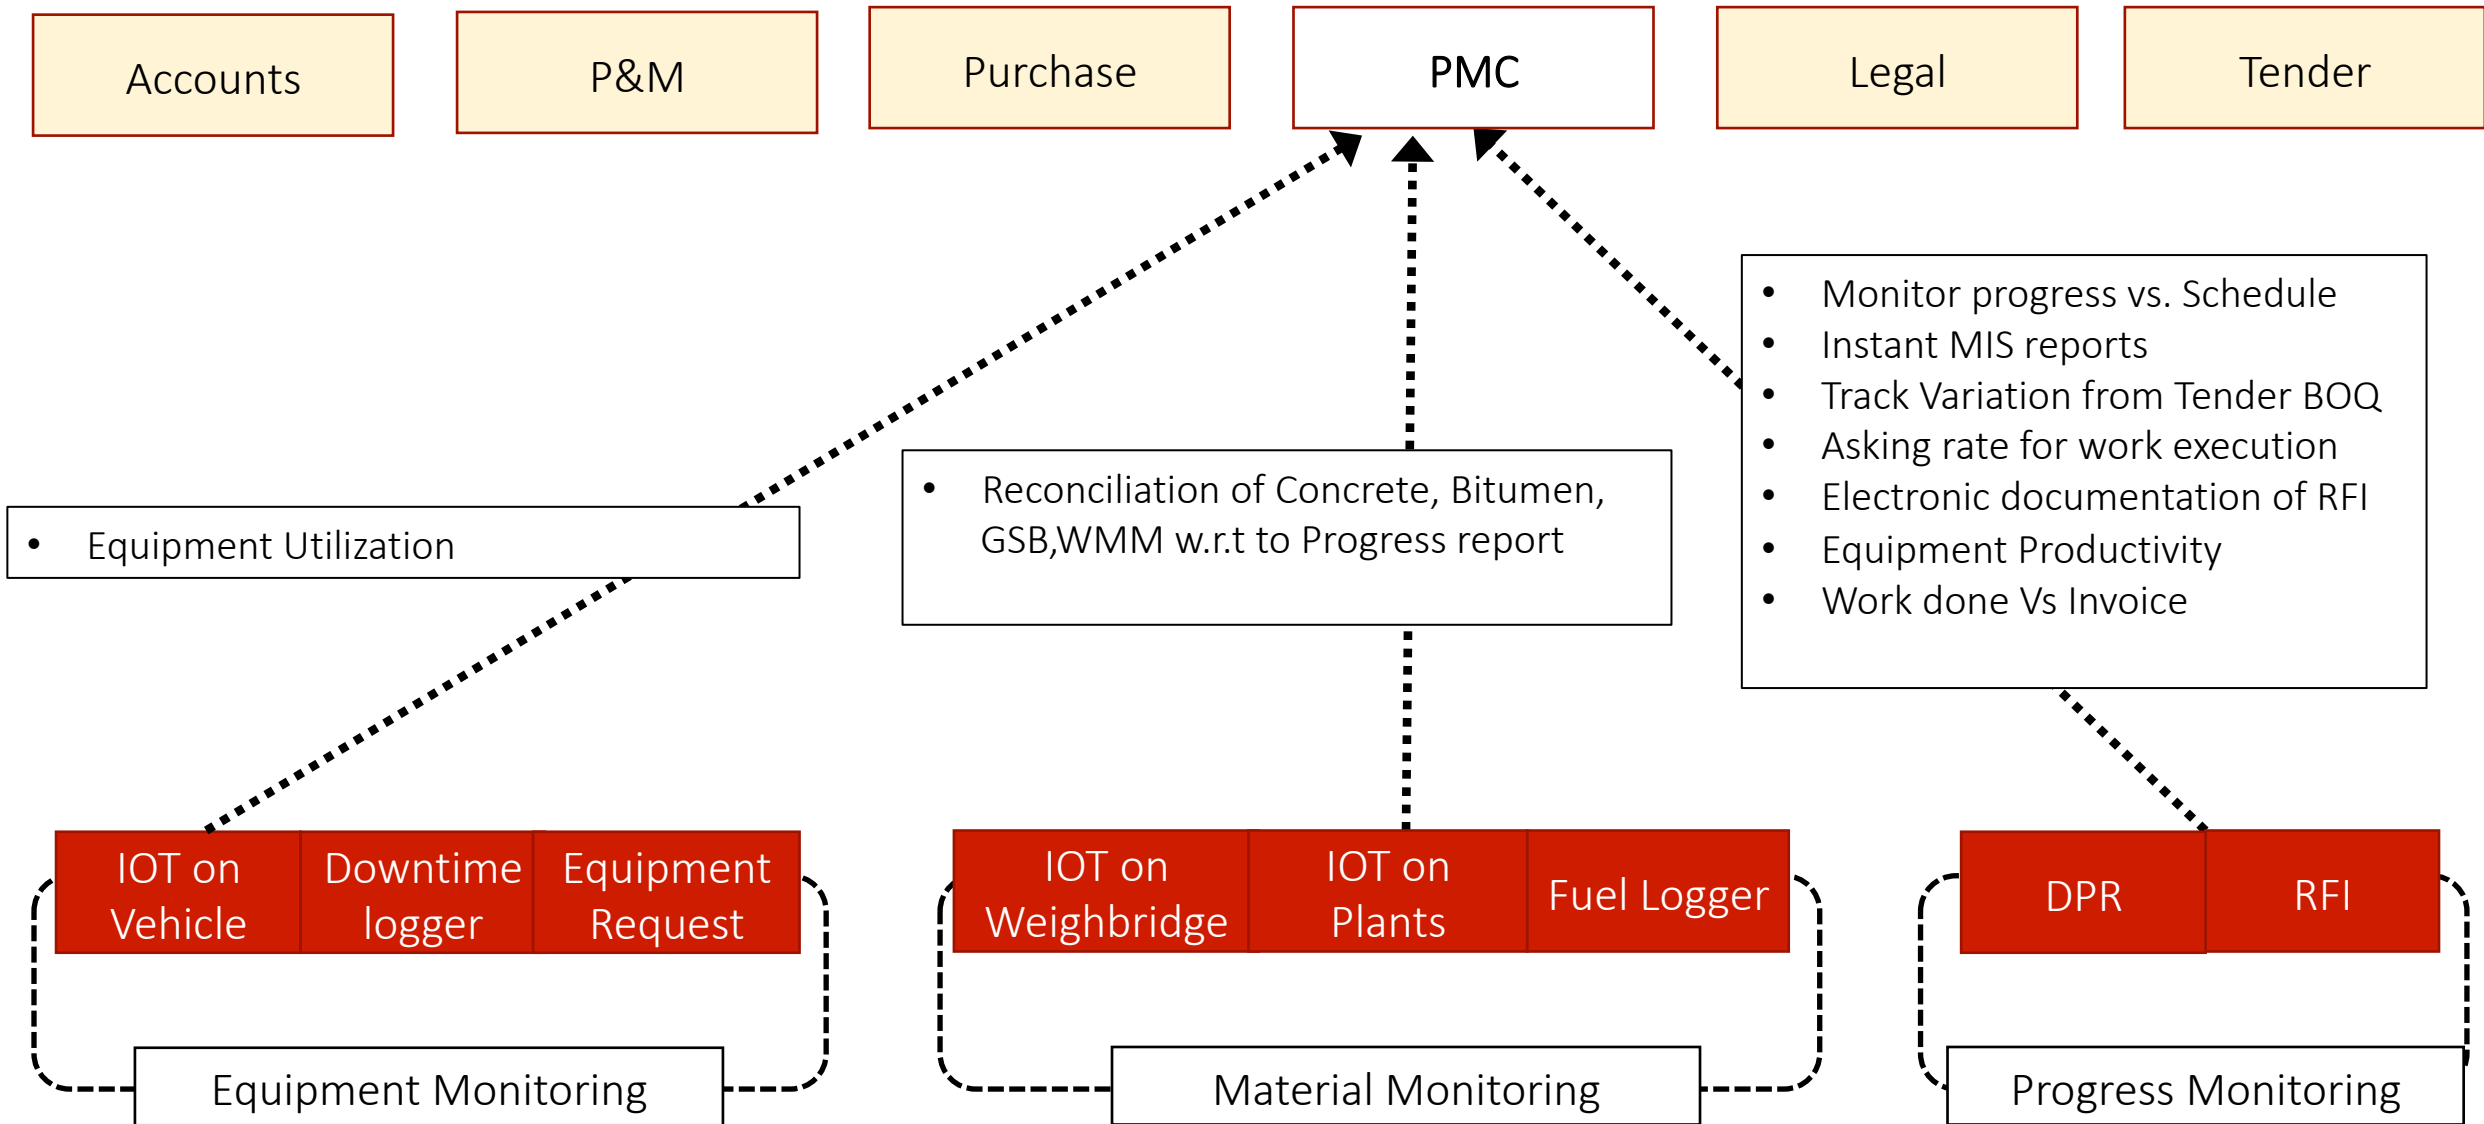 Accounts
P&M
Purchase
PMC
Legal
Tender
• Monitor progress vs. Schedule
• Instant MIS reports
• Track Variation from Tender BOQ
• Asking rate for work execution
• Electronic documentation of RFI
• Equipment Productivity
• Work done Vs Invoice
• Reconciliation of Concrete, Bitumen,
GSB,WMM w.r.t to Progress report
• Equipment Utilization
IOT on
Vehicle
Downtime
logger
Equipment
Request
IOT on
Weighbridge
IOT on
Plants
Fuel Logger
DPR
RFI
Equipment Monitoring
Material Monitoring
Progress Monitoring